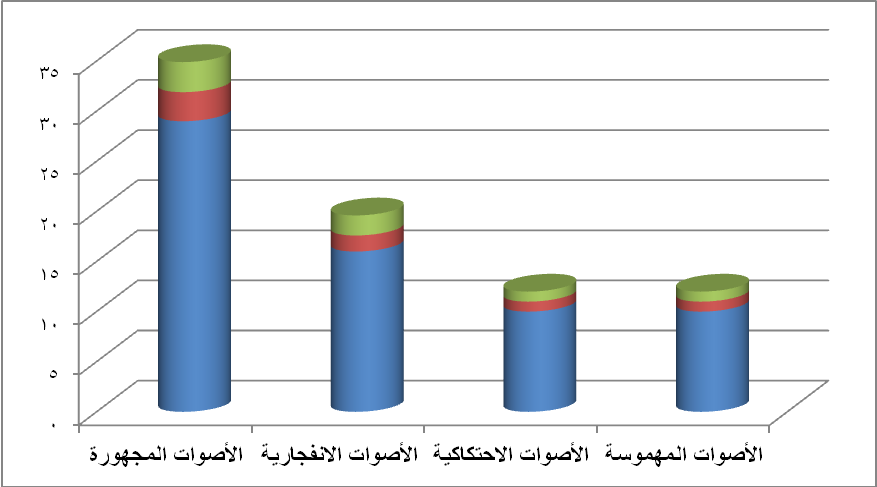 ٣٥
٣٠
٢٥
٢٠
١٥
١٠
٥
٠
الأصوات المجهورة
الأصوات الانفجارية
الأصوات الاحتكاكية
الأصوات المهموسة